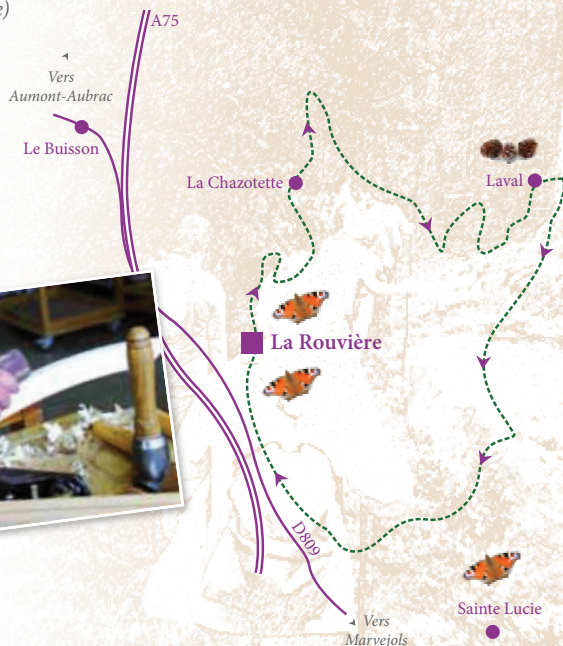 e)
A75
Vers
Aumont-Aubrac
Le Buisson
La Chazotette
Laval
La Rouvière
D809
Sainte Lucie
Vers
Marvejols